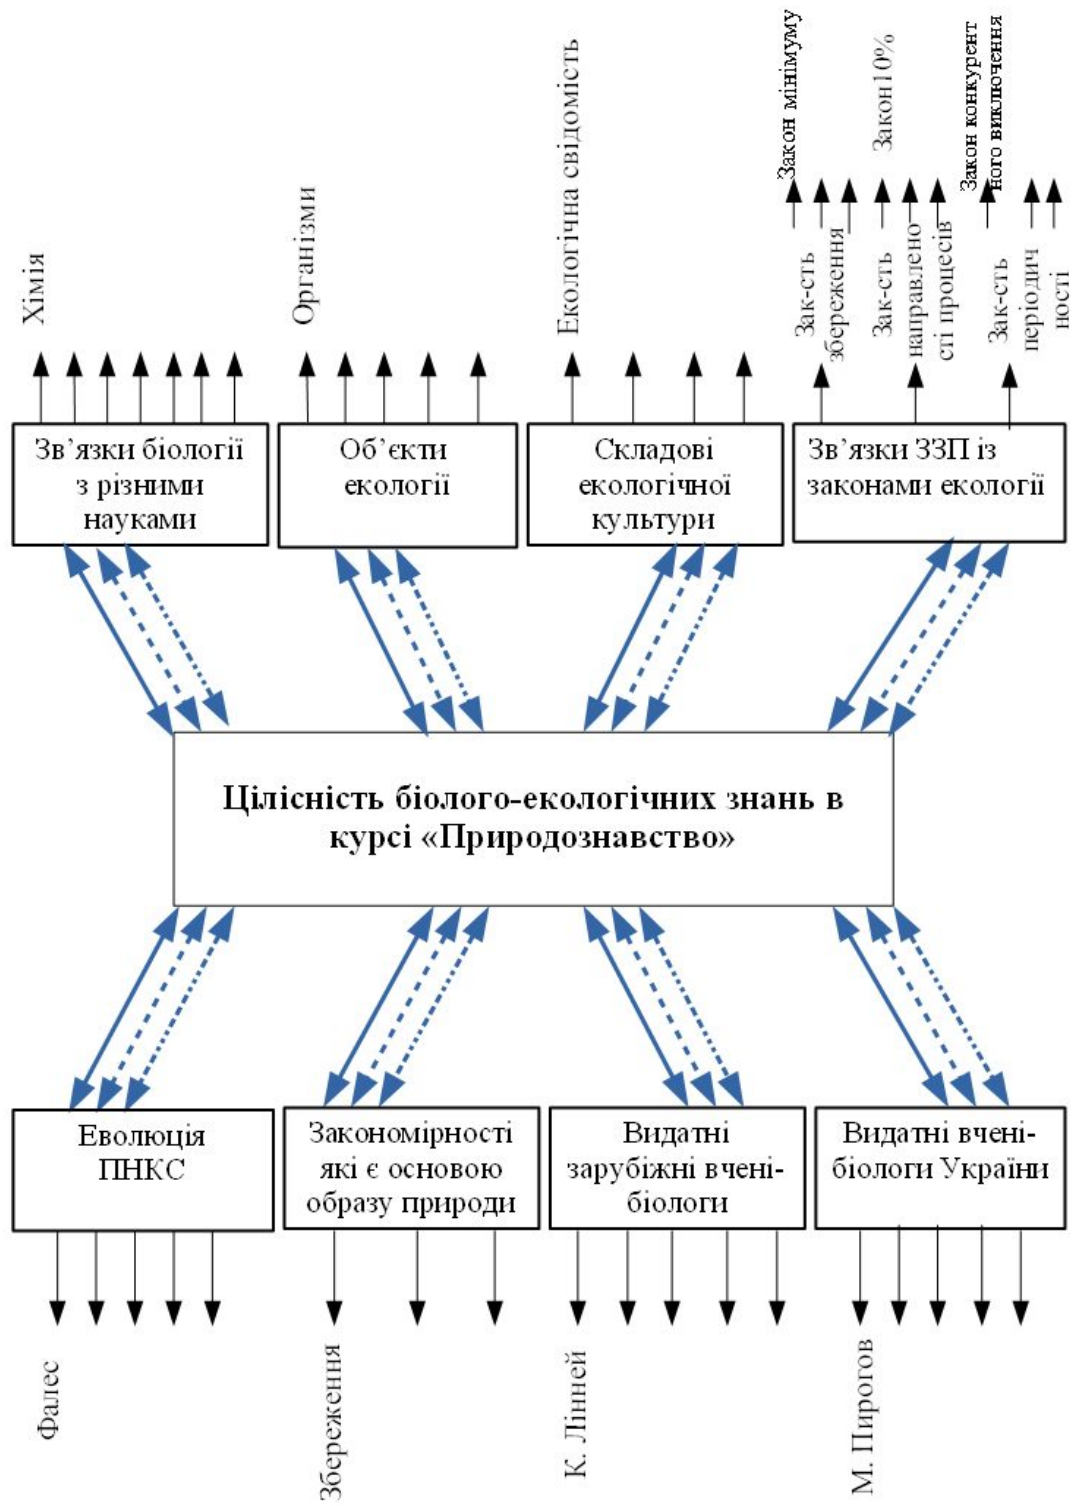 Хімія
Організми
Екологічна свідомість
Закон мінімуму
Закон10%
Закон конкурент
ного виключення
Зак-сть
збереження
Зак-сть
направлено
сті процесів
Зак-сть
періодич
ності
Зв’язки біології
з різними
науками
Об’єкти
екології
Складові
екологічної
культури
Зв’язки ЗЗП із
законами екології
Цілісність біолого-екологічних знань в
курсі «Природознавство»
Еволюція
ПНКС
Закономірності
які є основою
образу природи
Видатні
зарубіжні вчені-
біологи
Видатні вчені-
біологи України
Фалес
Збереження
К. Лінней
М. Пирогов